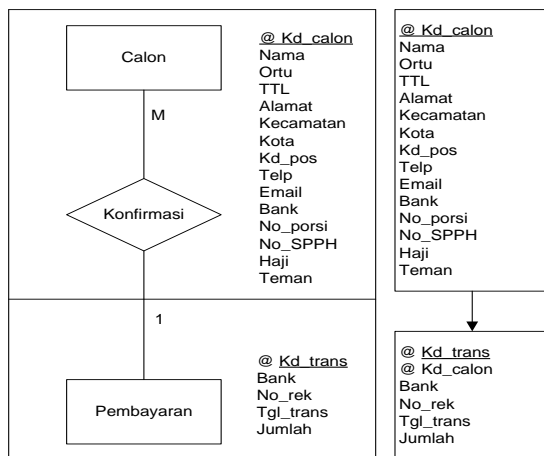 Calon
M
Konfirmasi
1
Pembayaran
@ Kd_calon
Nama
Ortu
TTL
Alamat
Kecamatan
Kota
Kd_pos
Telp
Email
Bank
No_porsi
No_SPPH
Haji
Teman
@ Kd_trans
Bank
No_rek
Tgl_trans
Jumlah
@ Kd_calon
Nama
Ortu
TTL
Alamat
Kecamatan
Kota
Kd_pos
Telp
Email
Bank
No_porsi
No_SPPH
Haji
Teman
@ Kd_trans
@ Kd_calon
Bank
No_rek
Tgl_trans
Jumlah